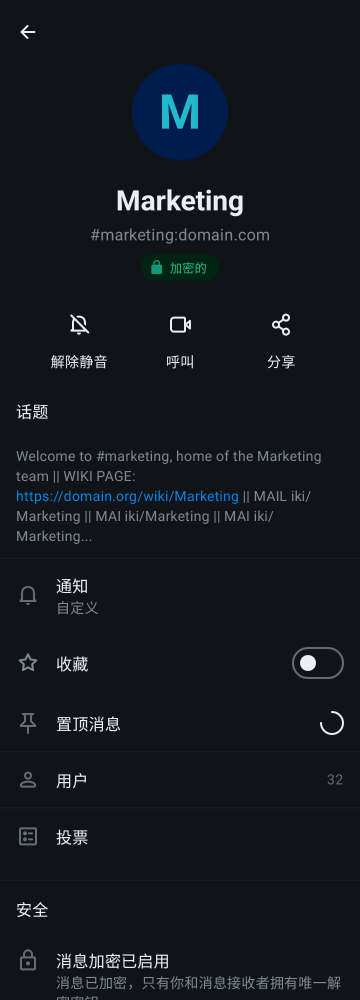 M
Marketing
#marketing:domain.com
加密的
解除静音 呼叫 分享
话题
Welcome to #marketing, home of the Marketing
team || WIKI PAGE:
https://domain.org/wiki/Marketing || MAIL iki/
Marketing || MAI iki/Marketing || MAI iki/
Marketing...
通知
自定义
收藏
置顶消息
用户 32
投票
安全
消息加密已启用
消息已加密，只有你和消息接收者拥有唯一解